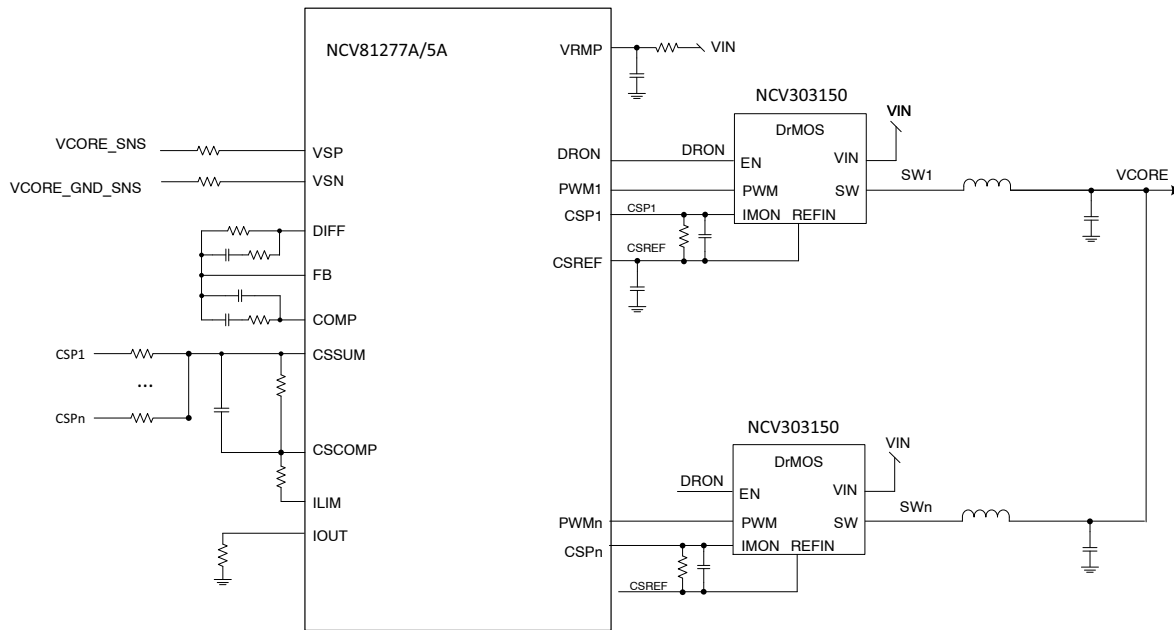 NCV81277A/5A
VRMP
VIN
NCV303150
DrMOS
VIN
EN
VIN
PWM
SW
IMON REFIN
VCORE_SNS
VSP
VCORE_GND_SNS
VSN
DRON
DRON
PWM1
CSP1
CSP1
CSREF
CSREF
SW1
VCORE
DIFF
FB
COMP
CSP1
CSSUM
...
CSPn
CSCOMP
ILIM
IOUT
NCV303150
DrMOS
VIN
DRON
EN
VIN
PWMn
PWM
SW
SWn
CSPn
IMON REFIN
CSREF